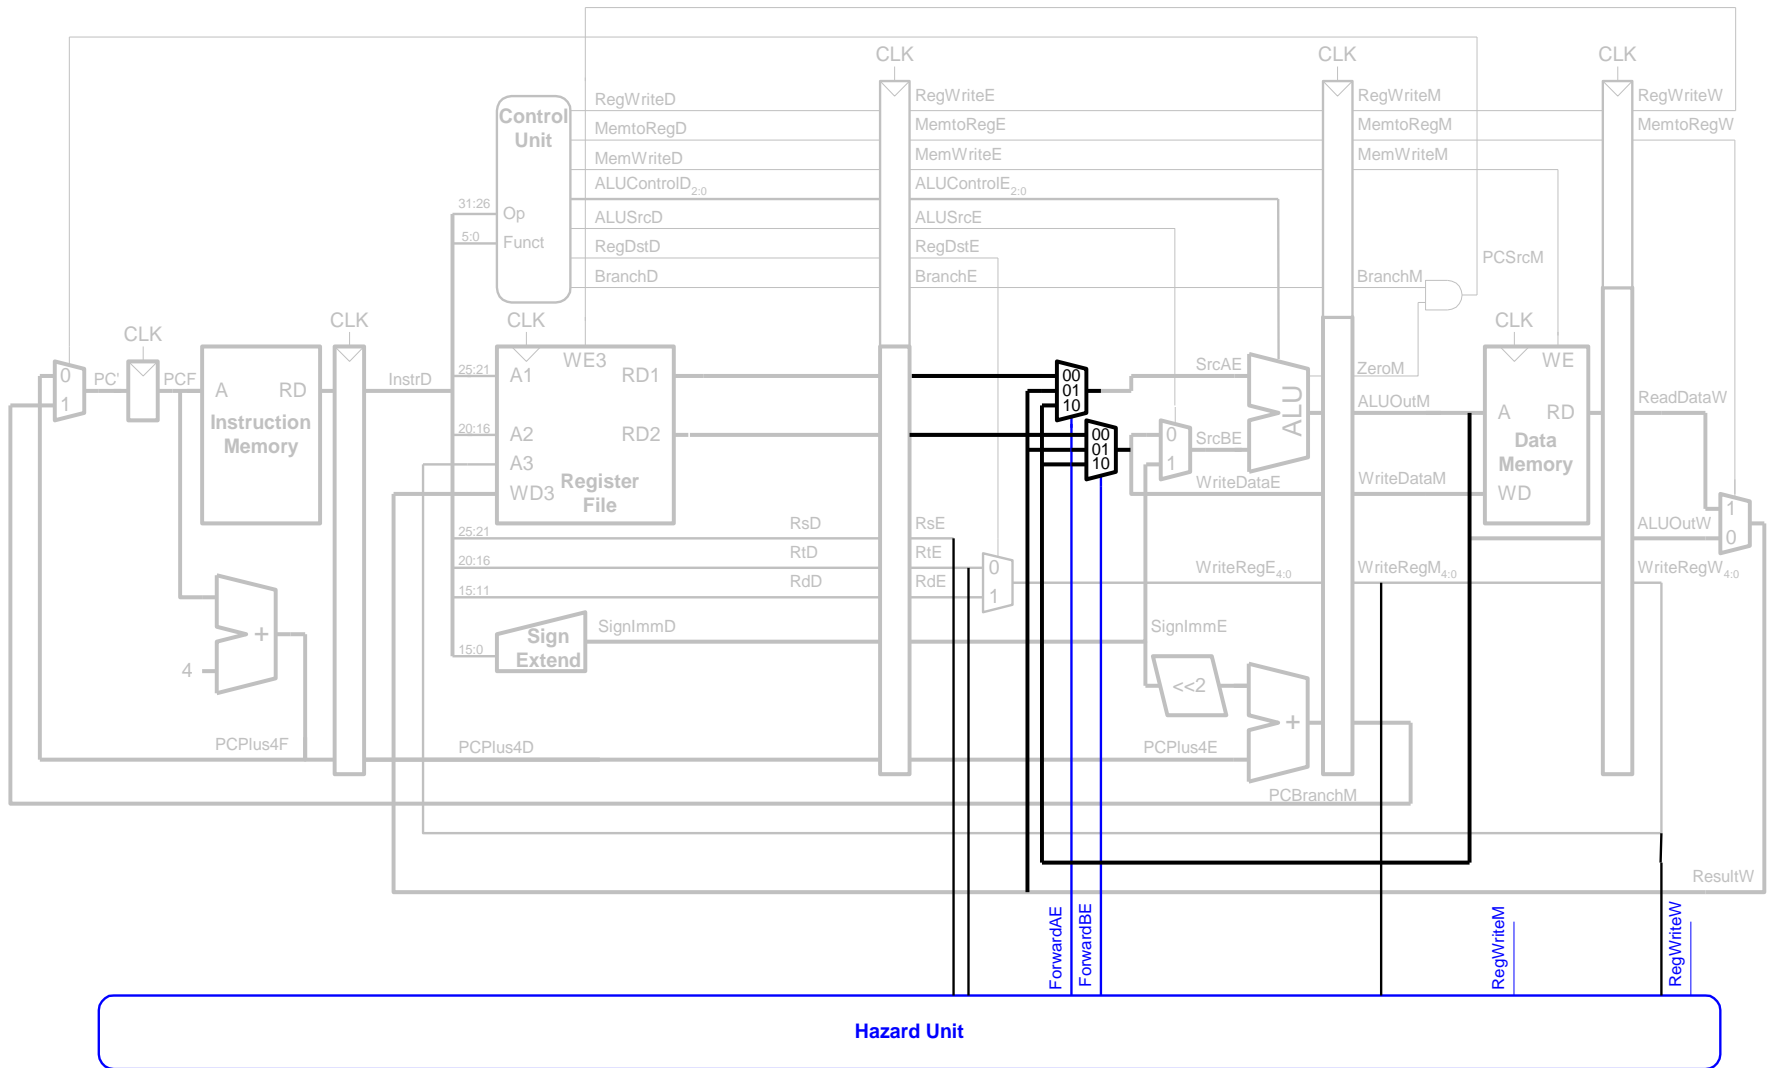 CLK CLK CLK
RegWriteD RegWriteE RegWriteM RegWriteW
Control Unit
MemtoRegD MemtoRegE MemtoRegM MemtoRegW
MemWriteD MemWriteE MemWriteM
ALUControlD2:0 ALUControlE2:0
31:26 Op ALUSrcD ALUSrcE
5:0 Funct RegDstD RegDstE
PCSrcM
BranchD BranchE BranchM
CLK CLK CLK CLK
WE3 WE
0 PC' PCF A RD InstrD 25:21 A1 RD1 00 SrcAE ZeroM
1 01
10 ALU ALUOutM A RD ReadDataW
Instruction Memory
20:16 A2 RD2 00 0 SrcBE Data Memory
01
A3 10 1
WD3 Register File WriteDataE WriteDataM WD
1
25:21 RsD RsE ALUOutW 0
20:16 RtD RtE 0 WriteRegE4:0 WriteRegM4:0 WriteRegW4:0
15:11 RdD RdE 1
+ SignImmD SignImmE
15:0 Sign Extend
4 <<2
+
PCPlus4F PCPlus4D PCPlus4E
PCBranchM
ResultW
ForwardAE
ForwardBE
RegWriteM
RegWriteW
Hazard Unit